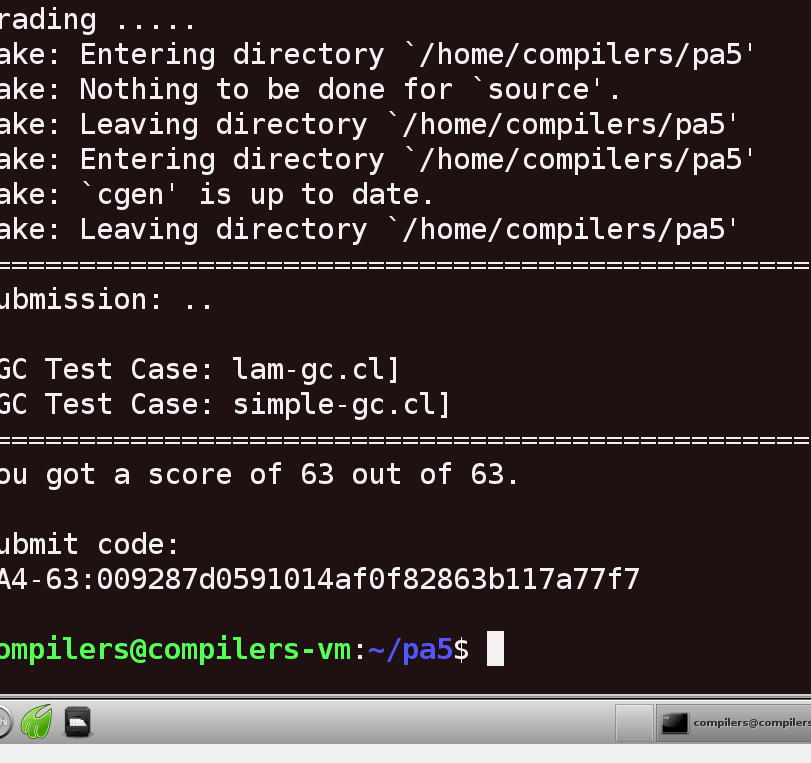 rading .....
ake: Entering directory `/home/compilers/pa5'
ake: Nothing to be done for `source'.
ake: Leaving directory `/home/compilers/pa5'
ake: Entering directory `/home/compilers/pa5'
ake: `cgen' is up to date.
ake: Leaving directory `/home/compilers/pa5'
================================================
ubmission: ..
GC Test Case: lam-gc.cl]
GC Test Case: simple-gc.cl]
================================================
ou got a score of 63 out of 63.
ubmit code:
A4-63:009287d0591014af0f82863b117a77f7
ompilers@compilers-vm:~/pa5$
compilers@compilers